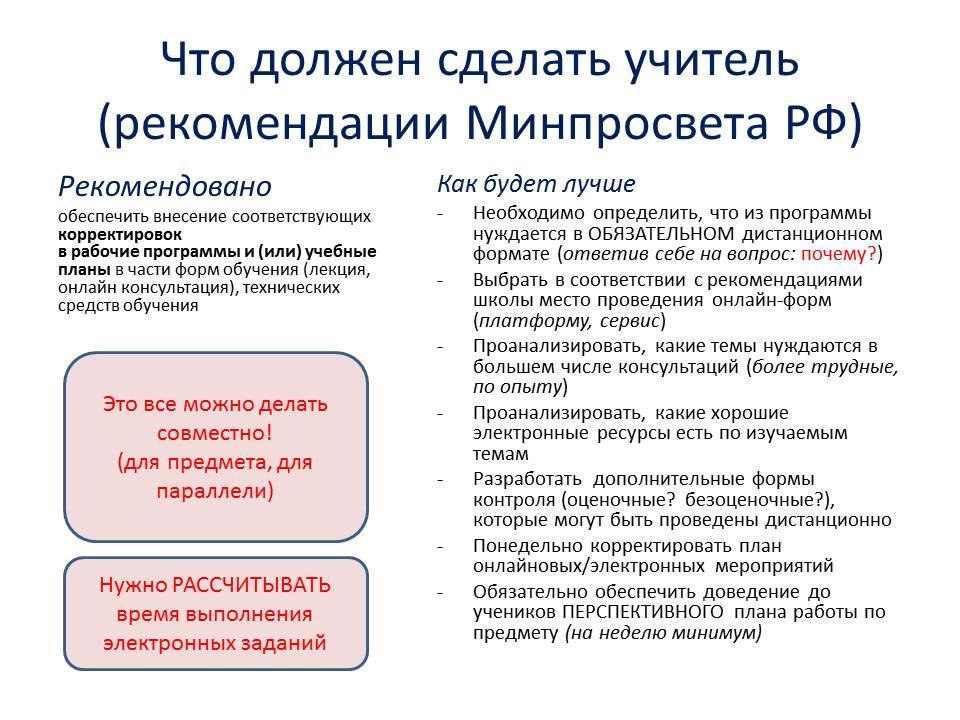 Что должен сделать учитель
(рекомендации Минпросвета РФ)
Рекомендовано
обеспечить внесение соответствующих
корректировок
в рабочие программы и (или) учебные
планы в части форм обучения (лекция,
онлайн консультация), технических
средств обучения
Это все можно делать
совместно!
(для предмета, для
параллели)
Нужно РАССЧИТЫВАТЬ
время выполнения
электронных заданий
Как будет лучше
- Необходимо определить, что из программы
нуждается в ОБЯЗАТЕЛЬНОМ дистанционном
формате (ответив себе на вопрос: почему?)
- Выбрать в соответствии с рекомендациями
школы место проведения онлайн-форм
(платформу, сервис)
- Проанализировать, какие темы нуждаются в
большем числе консультаций (более трудные,
по опыту)
- Проанализировать, какие хорошие
электронные ресурсы есть по изучаемым
темам
- Разработать дополнительные формы
контроля (оценочные? безоценочные?),
которые могут быть проведены дистанционно
- Понедельно корректировать план
онлайновых/электронных мероприятий
- Обязательно обеспечить доведение до
учеников ПЕРСПЕКТИВНОГО плана работы по
предмету (на неделю минимум)